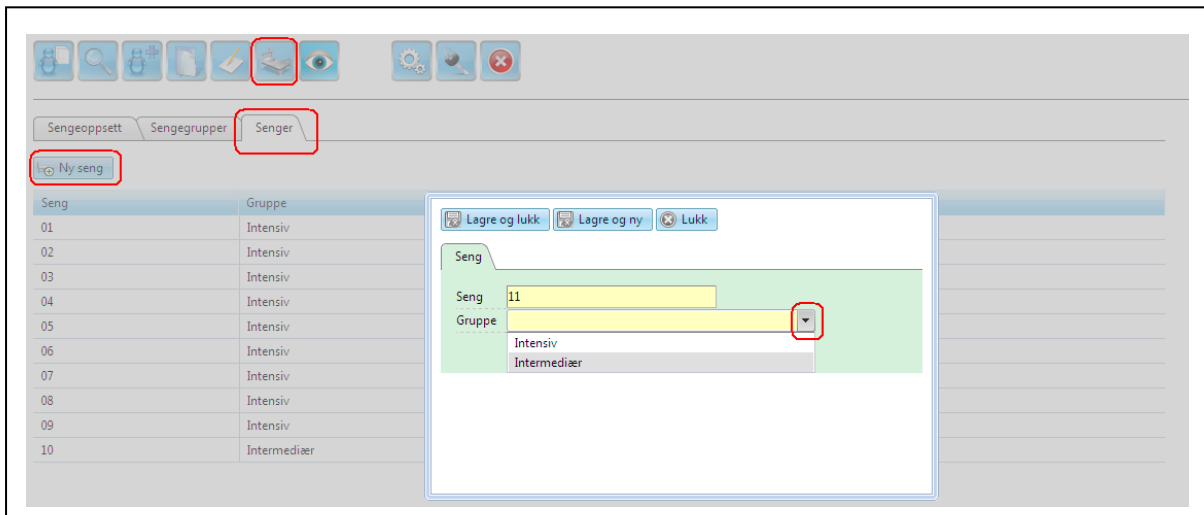 Sengeoppsett Sengegrupper Senger
Ny seng
Seng Gruppe
01 Intensiv
02 Intensiv
03 Intensiv
04 Intensiv
05 Intensiv
06 Intensiv
07 Intensiv
08 Intensiv
09 Intensiv
10 Intermediær
Lagre og lukk Lagre og ny Lukk
Seng
Seng 11
Gruppe
Intensiv
Intermediær